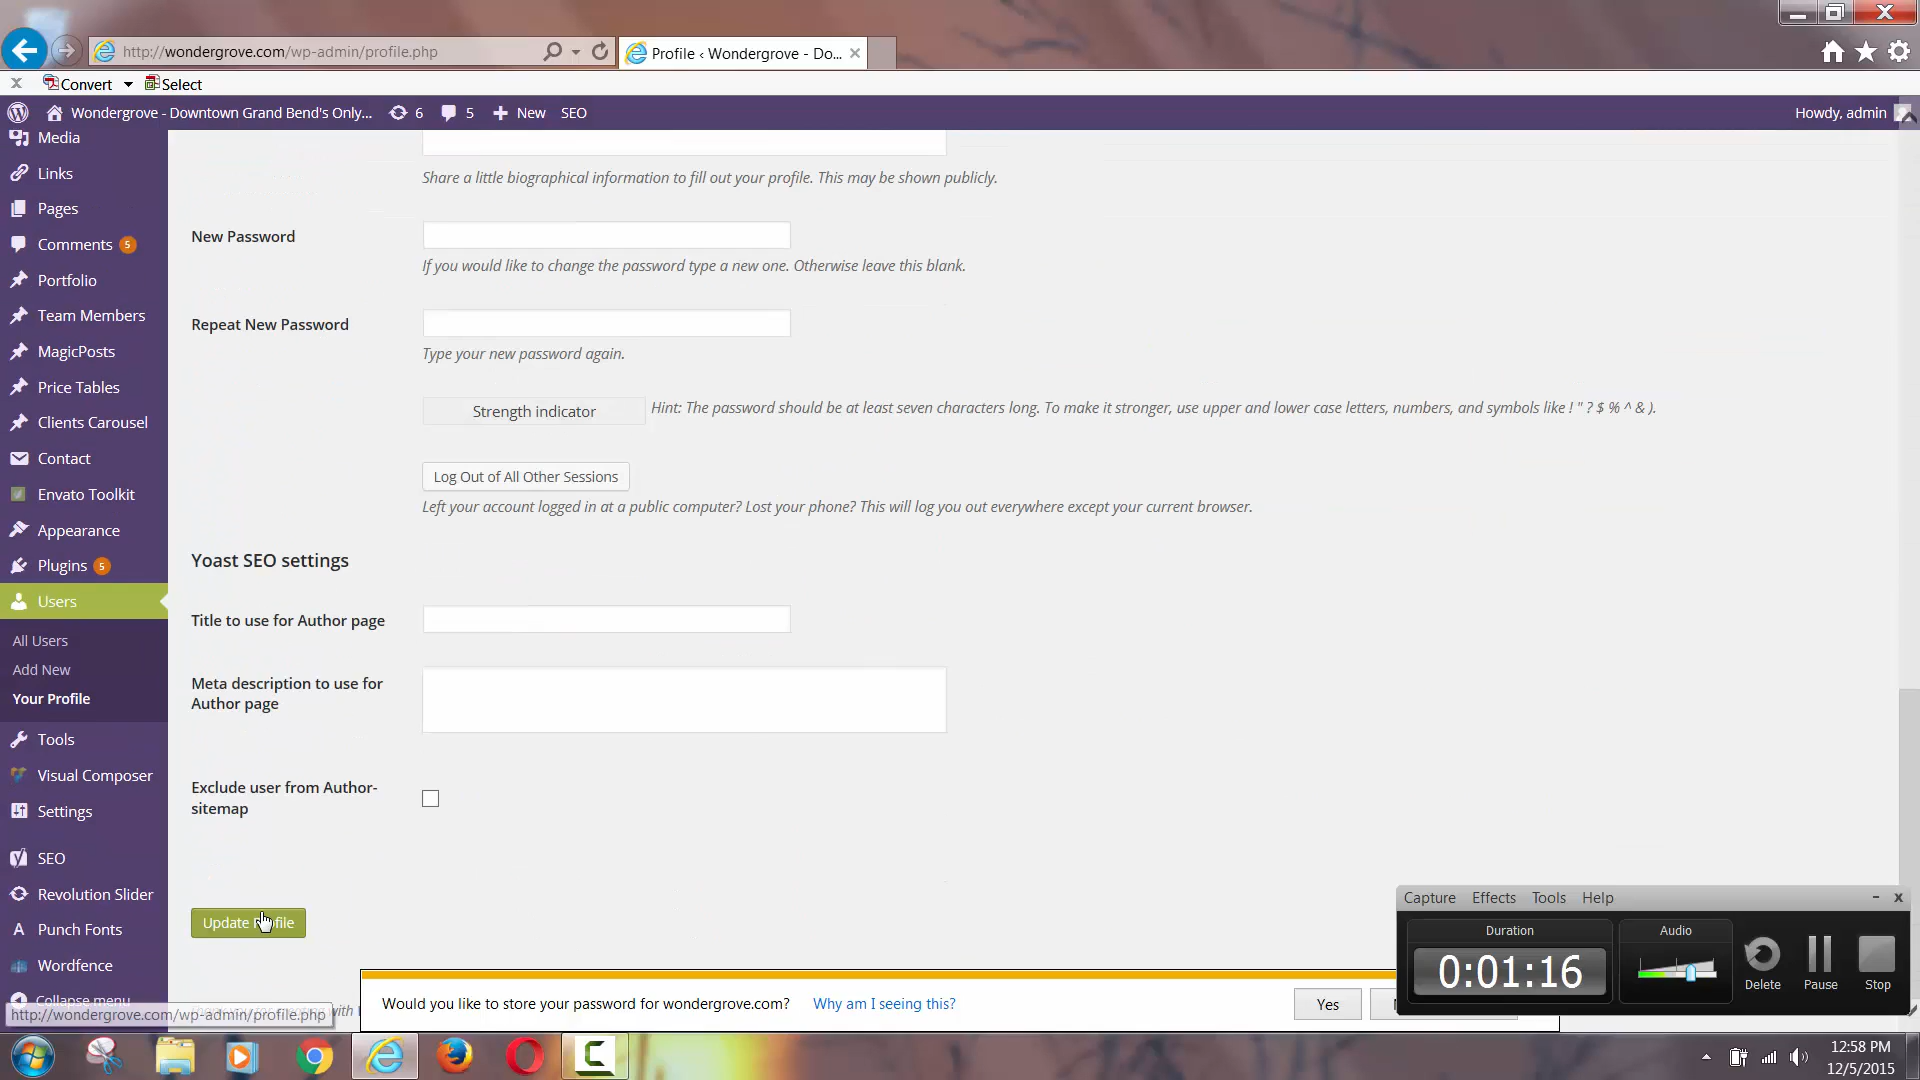 http://wondergrove.com/wp-admin/profile.php
Profile ‹ Wondergrove - Do...
Convert
Select
Wondergrove - Downtown Grand Bend's Only...
6
5
New
SEO
Howdy, admin
Media
Links
Pages
Comments 5
Portfolio
Team Members
MagicPosts
Price Tables
Clients Carousel
Contact
Envato Toolkit
Appearance
Plugins 5
Users
All Users
Add New
Your Profile
Tools
Visual Composer
Settings
SEO
Revolution Slider
Punch Fonts
Wordfence
Collapse menu
http://wondergrove.com/wp-admin/profile.php
Share a little biographical information to fill out your profile. This may be shown publicly.
New Password
If you would like to change the password type a new one. Otherwise leave this blank.
Repeat New Password
Type your new password again.
Strength indicator
Hint: The password should be at least seven characters long. To make it stronger, use upper and lower case letters, numbers, and symbols like ! " ? $ % ^ & ).
Log Out of All Other Sessions
Left your account logged in at a public computer? Lost your phone? This will log you out everywhere except your current browser.
Yoast SEO settings
Title to use for Author page
Meta description to use for
Author page
Exclude user from Author-
sitemap
Update Profile
Would you like to store your password for wondergrove.com?
Why am I seeing this?
Yes
Capture
Effects
Tools
Help
Duration
0:01:16
Audio
Delete
Pause
Stop
12:58 PM
12/5/2015